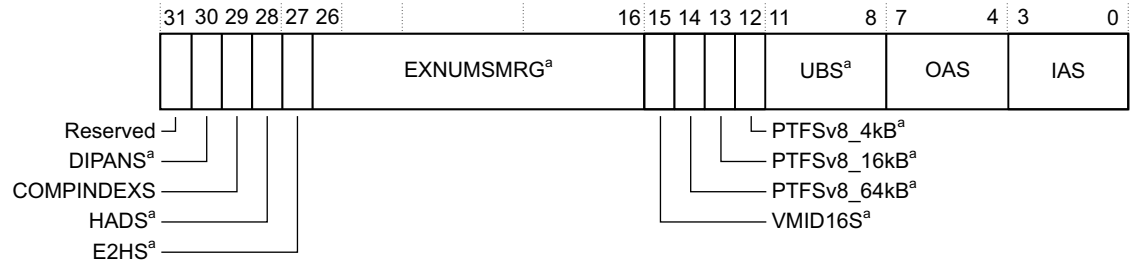 31 30 29 28 27 26 16 15 14 13 12 11 8 7 4 3 0
EXNUMSMRGᵃ UBSᵃ OAS IAS
Reserved PTFSv8_4kBᵃ
DIPANSᵃ PTFSv8_16kBᵃ
COMPINDEXS PTFSv8_64kBᵃ
HADSᵃ VMID16Sᵃ
E2HSᵃ